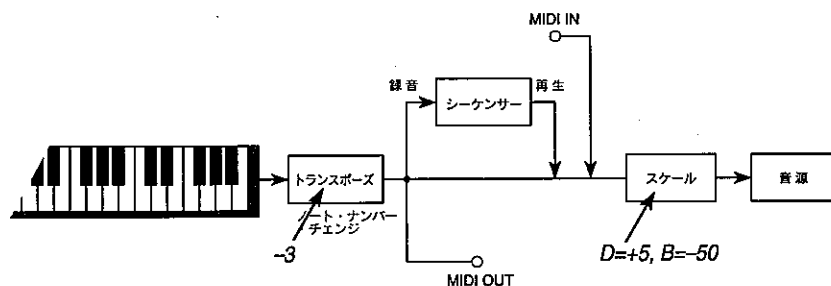 MIDI IN
録音
再生
シーケンサー
トランスポーズ
スケール
音源
ノート・ナンバー
チェンジ
-3
D=+5, B=-50
MIDI OUT